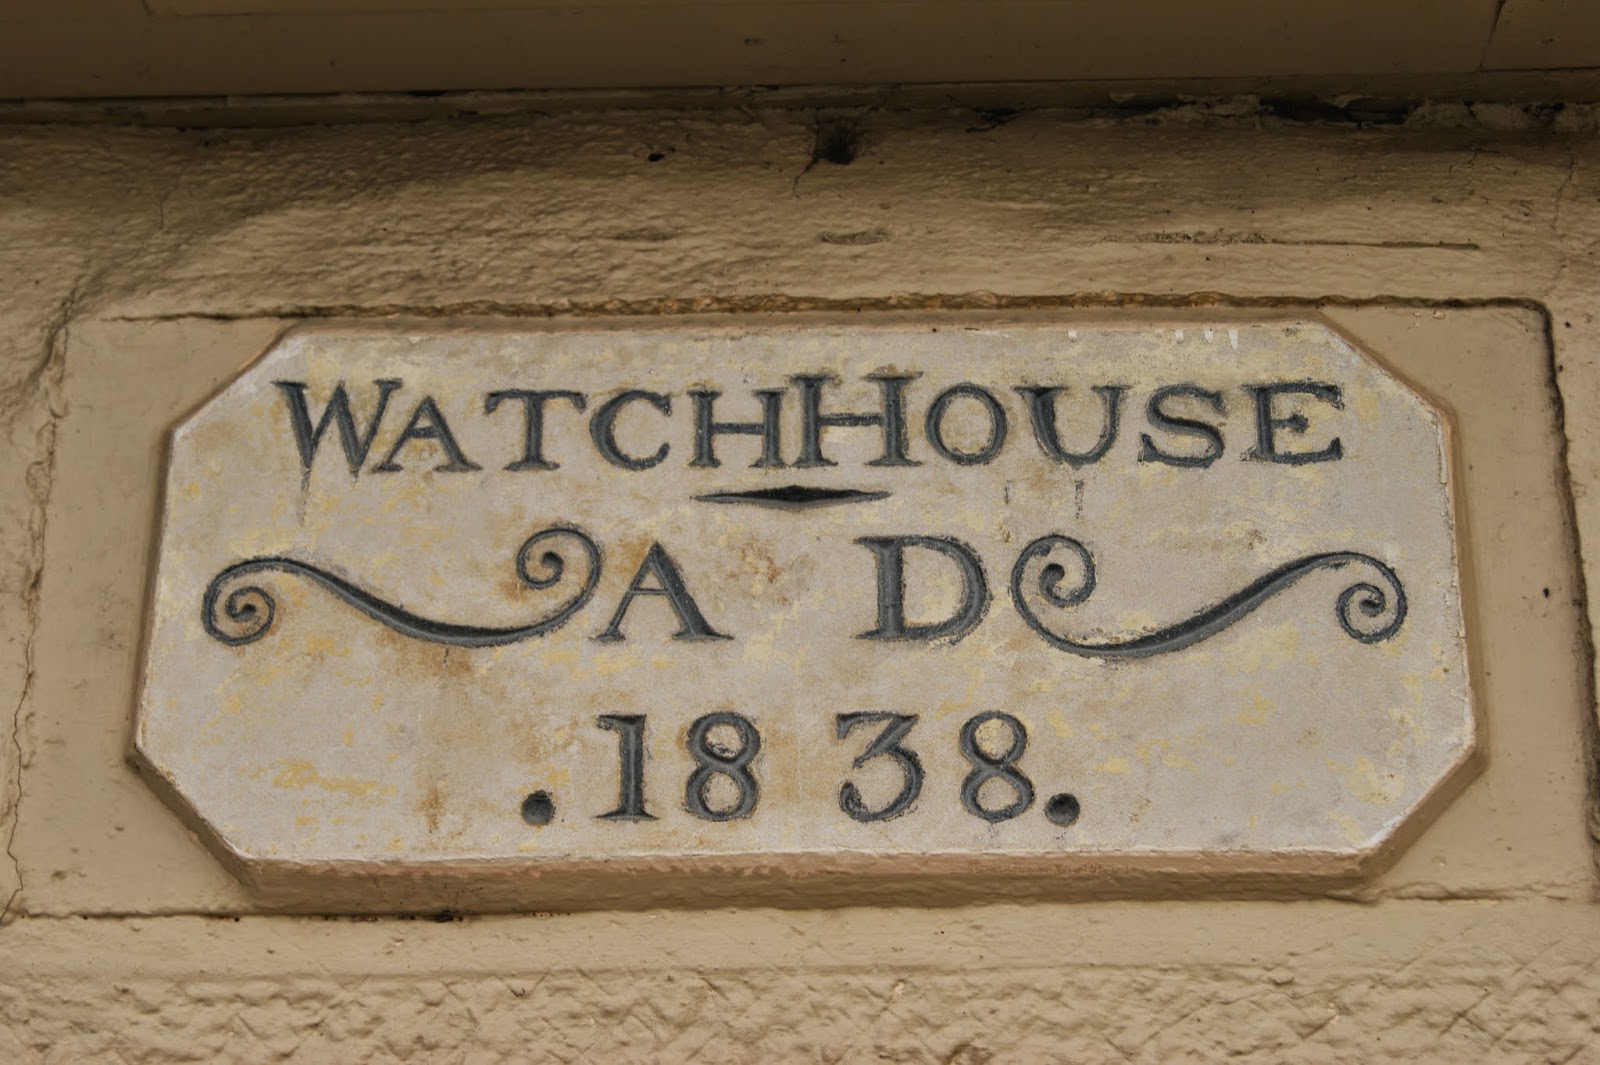 WATCHHOUSE
A D
.1838.